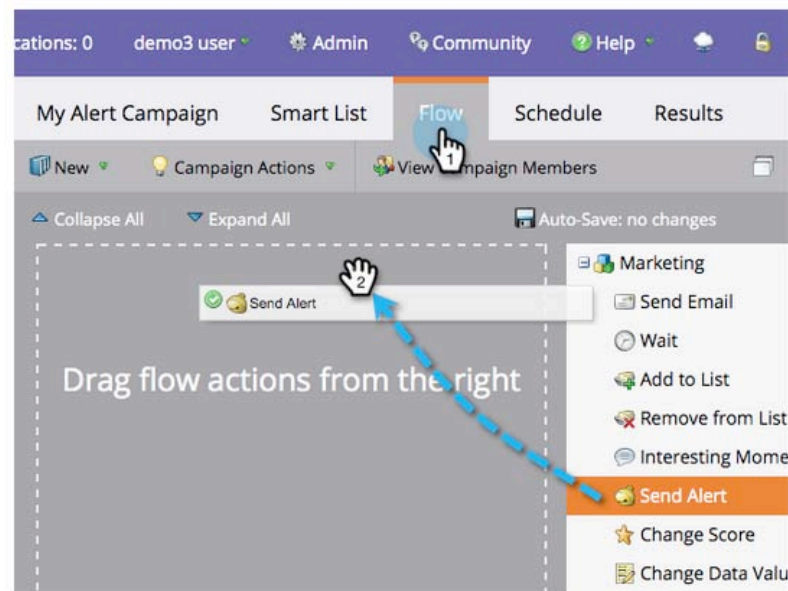 cations: 0 demo3 user Admin Community Help
My Alert Campaign Smart List Flow Schedule Results
New Campaign Actions View Campaign Members
Collapse All Expand All Auto-Save: no changes
1
2
Send Alert
Drag flow actions from the right
Marketing
Send Email
Wait
Add to List
Remove from List
Interesting Mome
Send Alert
Change Score
Change Data Valu